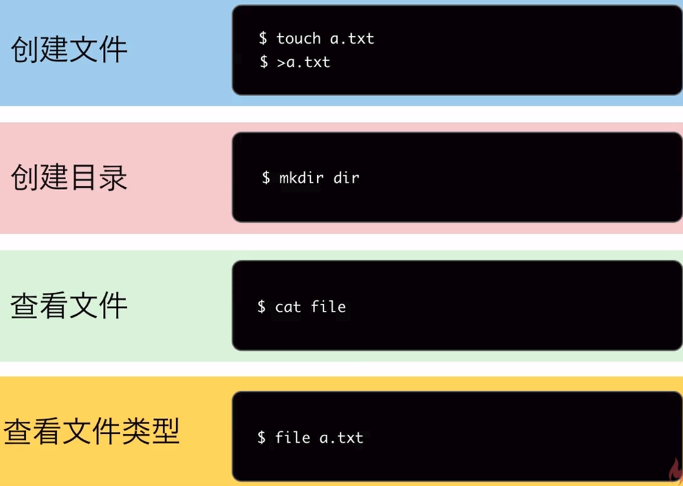 创建文件
$ touch a.txt
$ >a.txt
创建目录
$ mkdir dir
查看文件
$ cat file
查看文件类型
$ file a.txt